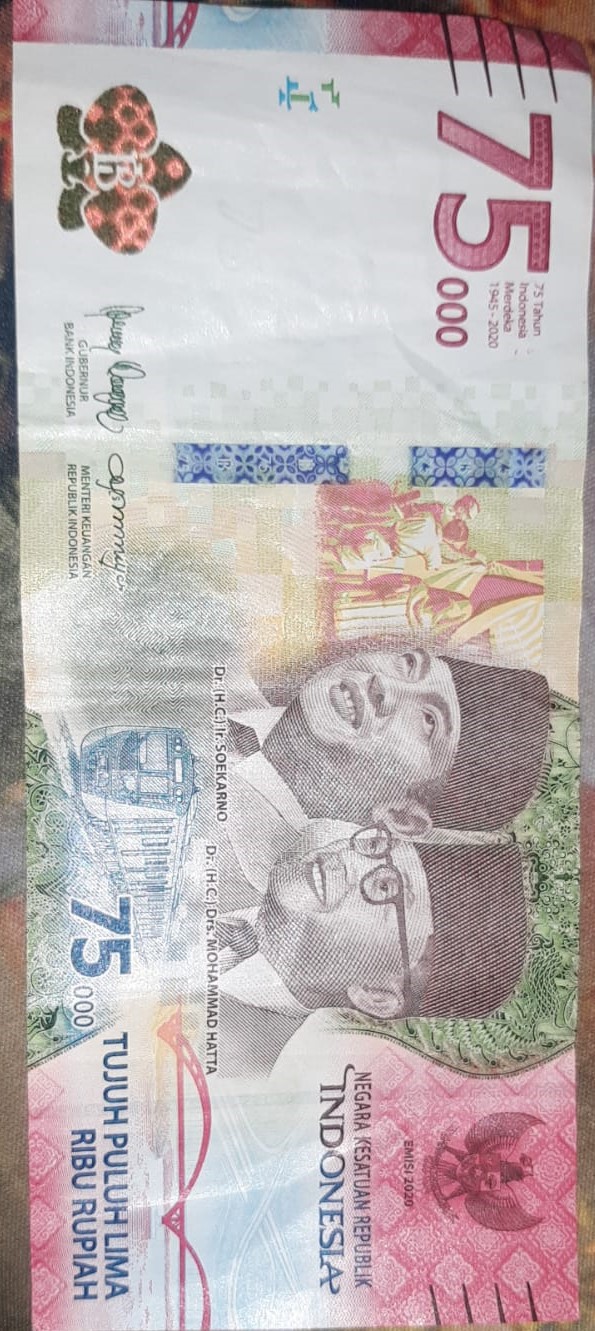 75
000
75 Tahun
Indonesia
Merdeka
1945 - 2020
GUBERNUR
BANK INDONESIA
MENTERI KEUANGAN
REPUBLIK INDONESIA
Dr. (H.C.) Ir. SOEKARNO
Dr. (H.C.) Drs. MOHAMMAD HATTA
NEGARA KESATUAN REPUBLIK
INDONESIA
EMISI 2020
75
000
TUJUH PULUH LIMA
RIBU RUPIAH